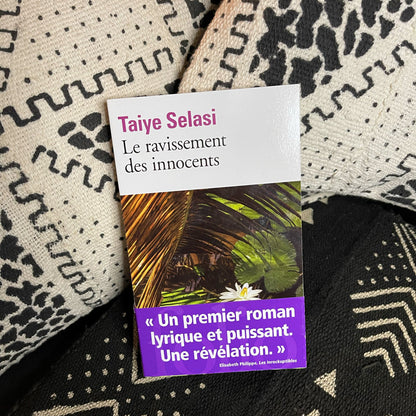 Taiye Selasi
Le ravissement
des innocents
« Un premier roman
lyrique et puissant.
Une révélation. »
Elisabeth Philippe, Les Inrockuptibles